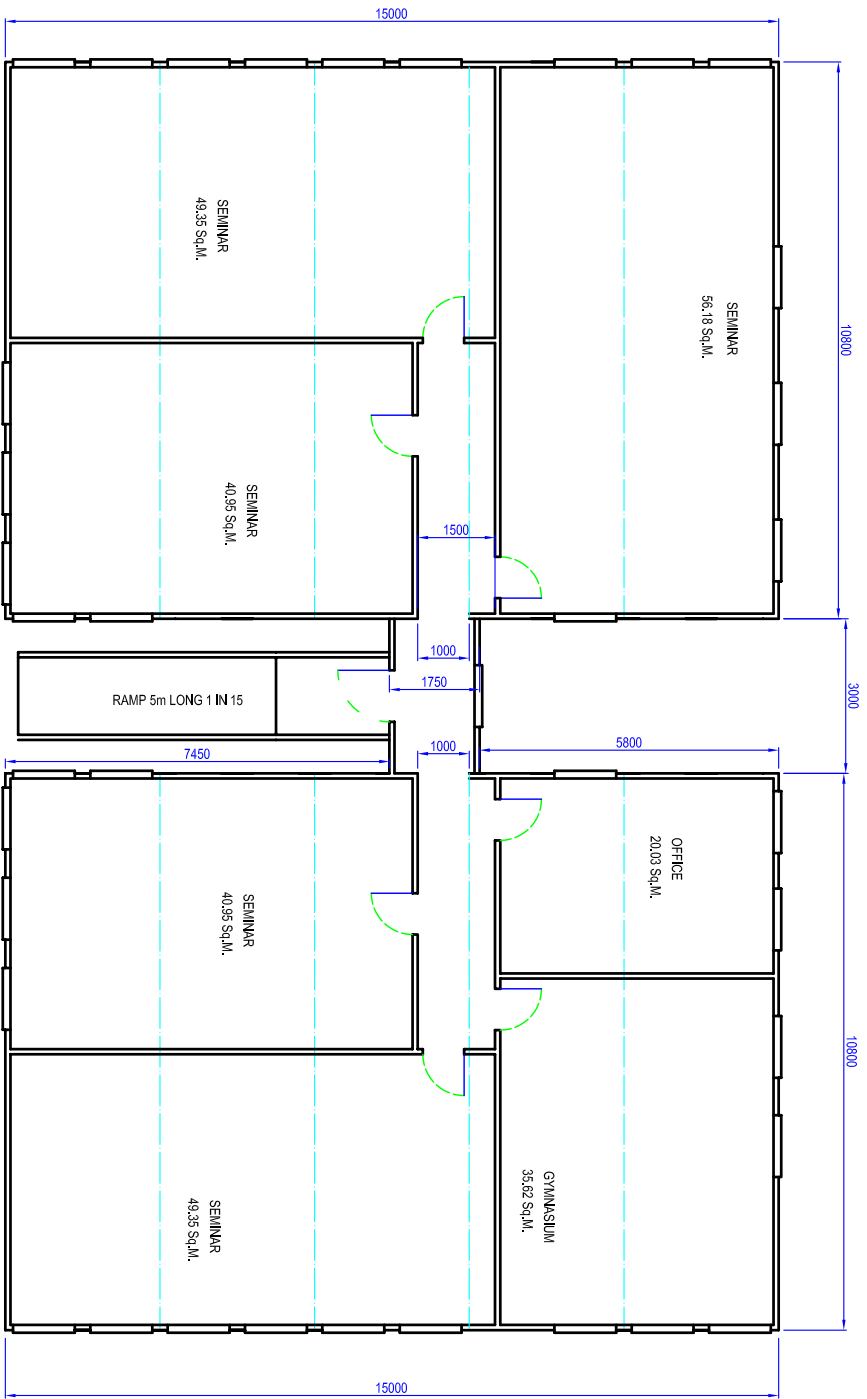 15000
10800
SEMINAR
49.35 Sq.M.
SEMINAR
56.18 Sq.M.
SEMINAR
40.95 Sq.M.
1500
1000
1750
3000
RAMP 5m LONG 1 IN 15
7450
1000
5800
OFFICE
20.03 Sq.M.
SEMINAR
40.95 Sq.M.
10800
GYMNASIUM
35.62 Sq.M.
SEMINAR
49.35 Sq.M.
15000